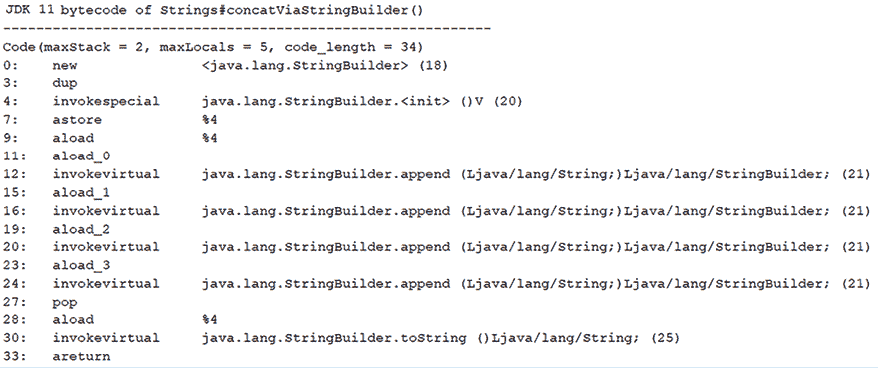 JDK 11 bytecode of Strings#concatViaStringBuilder()
-------------------------------------------------------------
Code(maxStack = 2, maxLocals = 5, code_length = 34)
0:    new               <java.lang.StringBuilder> (18)
3:    dup
4:    invokespecial     java.lang.StringBuilder.<init> ()V (20)
7:    astore            %4
9:    aload             %4
11:   aload_0
12:   invokevirtual     java.lang.StringBuilder.append (Ljava/lang/String;)Ljava/lang/StringBuilder; (21)
15:   aload_1
16:   invokevirtual     java.lang.StringBuilder.append (Ljava/lang/String;)Ljava/lang/StringBuilder; (21)
19:   aload_2
20:   invokevirtual     java.lang.StringBuilder.append (Ljava/lang/String;)Ljava/lang/StringBuilder; (21)
23:   aload_3
24:   invokevirtual     java.lang.StringBuilder.append (Ljava/lang/String;)Ljava/lang/StringBuilder; (21)
27:   pop
28:   aload             %4
30:   invokevirtual     java.lang.StringBuilder.toString ()Ljava/lang/String; (25)
33:   areturn